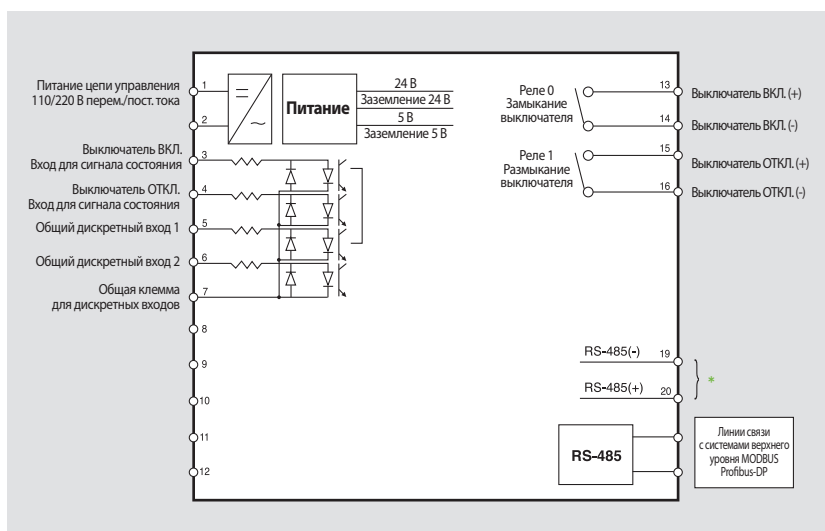 Питание цепи управления
110/220 В перем./пост. тока
1
2
Питание
24 В
Заземление 24 В
5 В
Заземление 5 В
Выключатель ВКЛ.
Вход для сигнала состояния
3
Выключатель ОТКЛ.
Вход для сигнала состояния
4
Общий дискретный вход 1
5
Общий дискретный вход 2
6
Общая клемма
для дискретных входов
7
8
9
10
11
12
Реле 0
Замыкание
выключателя
13
Выключатель ВКЛ. (+)
14
Выключатель ВКЛ. (-)
Реле 1
Размыкание
выключателя
15
Выключатель ОТКЛ. (+)
16
Выключатель ОТКЛ. (-)
RS-485(-)
19
RS-485(+)
20
*
RS-485
Линии связи
с системами верхнего
уровня MODBUS
Profibus-DP